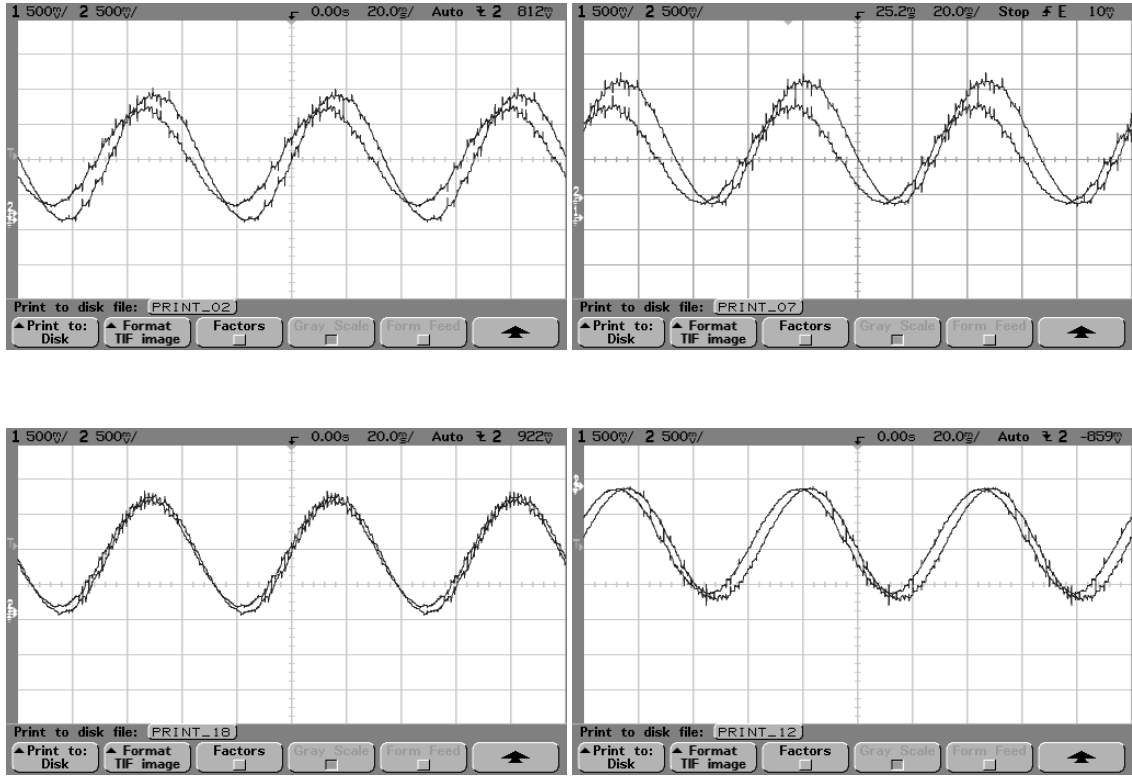 1 500mV/ 2 500mV/ 0.00s 20.0ms/ Auto 2 812mV
T
2
Print to disk file: PRINT_02
Print to: Disk Format TIF image Factors Gray Scale Form Feed
1 500mV/ 2 500mV/ 25.2ms 20.0ms/ Stop E 10mV
2
1
Print to disk file: PRINT_07
Print to: Disk Format TIF image Factors Gray Scale Form Feed
1 500mV/ 2 500mV/ 0.00s 20.0ms/ Auto 2 922mV
T
2
Print to disk file: PRINT_18
Print to: Disk Format TIF image Factors Gray Scale Form Feed
1 500mV/ 2 500mV/ 0.00s 20.0ms/ Auto 2 -859mV
2
T
Print to disk file: PRINT_12
Print to: Disk Format TIF image Factors Gray Scale Form Feed